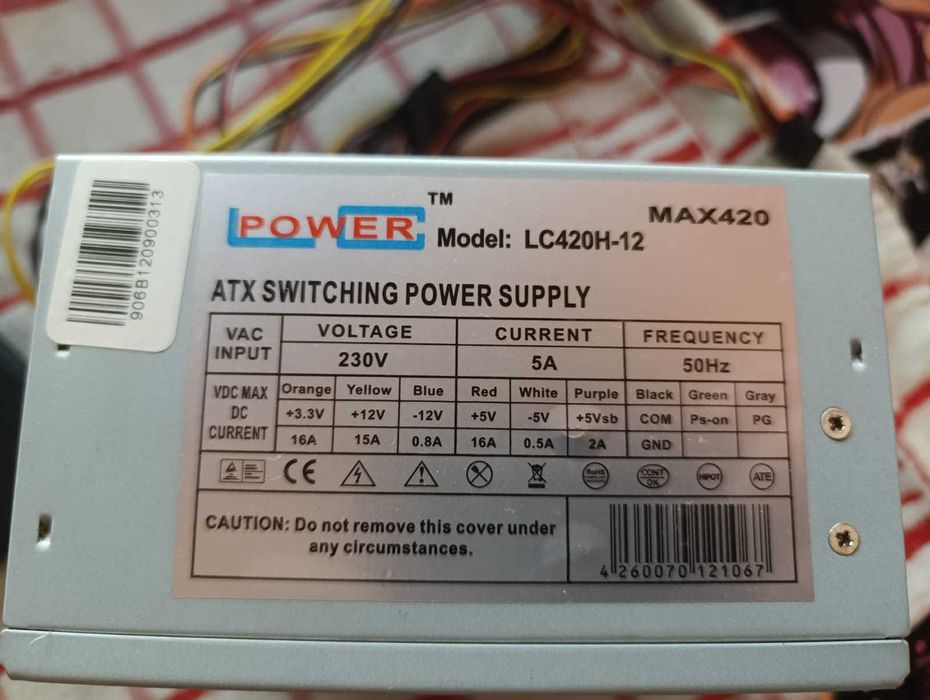 906B120900313
POWER™
Model: LC420H-12
MAX420
ATX SWITCHING POWER SUPPLY
VAC INPUT VOLTAGE CURRENT FREQUENCY
230V 5A 50Hz
VDC MAX DC CURRENT Orange Yellow Blue Red White Purple Black Green Gray
+3.3V +12V -12V +5V -5V +5Vsb COM Ps-on PG
16A 15A 0.8A 16A 0.5A 2A GND
CE RoHS CONT OK HIPOT ATE
CAUTION: Do not remove this cover under
any circumstances.
4 260070 121067